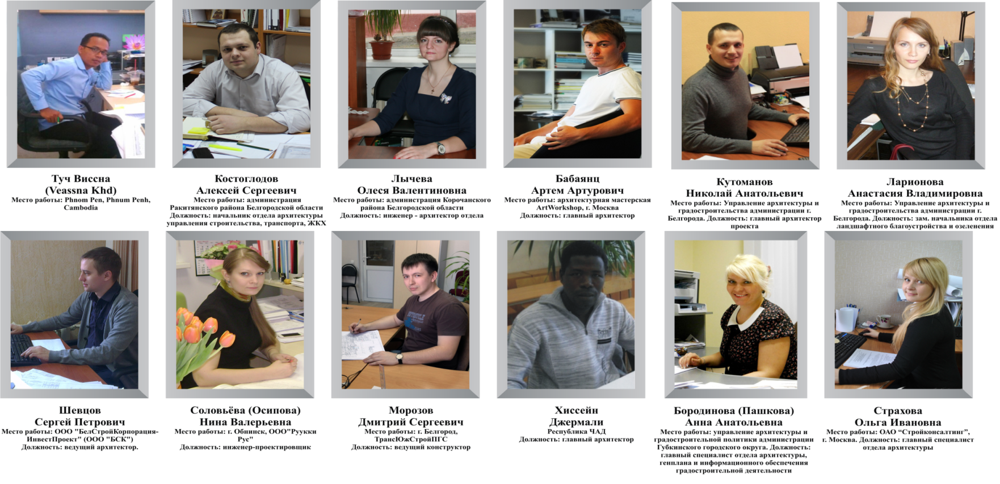 Туч Виссна
(Veassna Khd)
Место работы: Phnom Pen, Phnum Penh,
Cambodia
Костоглодов
Алексей Сергеевич
Место работы: администрация
Ракитянского района Белгородской области
Должность: начальник отдела архитектуры
управления строительства, транспорта, ЖКХ
Лычева
Олеся Валентиновна
Место работы: администрация Корочанского
района Белгородской области
Должность: инженер - архитектор отдела
Бабаянц
Артем Артурович
Место работы: архитектурная мастерская
ArtWorkshop, г. Москва
Должность: главный архитектор
Кутоманов
Николай Анатольевич
Место работы: Управление архитектуры и
градостроительства администрации г.
Белгорода. Должность: главный архитектор
проекта
Ларионова
Анастасия Владимировна
Место работы: Управление архитектуры и
градостроительства администрации г.
Белгорода. Должность: зам. начальника отдела
ландшафтного благоустройства и озеленения
Шевцов
Сергей Петрович
Место работы: ООО "БелСтройКорпорация-
ИнвестПроект" (ООО "БСК")
Должность: ведущий архитектор.
Соловьёва (Осипова)
Нина Валерьевна
Место работы: г. Обнинск, ООО"Руукки
Рус"
Должность: инженер-проектировщик
Морозов
Дмитрий Сергеевич
Место работы: г. Белгород,
ТрансЮжСтройПГС
Должность: ведущий конструктор
Хиссейн
Джермали
Республика ЧАД
Должность: главный архитектор
Бородинова (Пашкова)
Анна Анатольевна
Место работы: управление архитектуры и
градостроительной политики администрации
Губкинского городского округа. Должность:
главный специалист отдела архитектуры,
генплана и информационного обеспечения
градостроительной деятельности
Страхова
Ольга Ивановна
Место работы: ОАО “Стройконсалтинг”,
г. Москва. Должность: главный специалист
отдела архитектуры